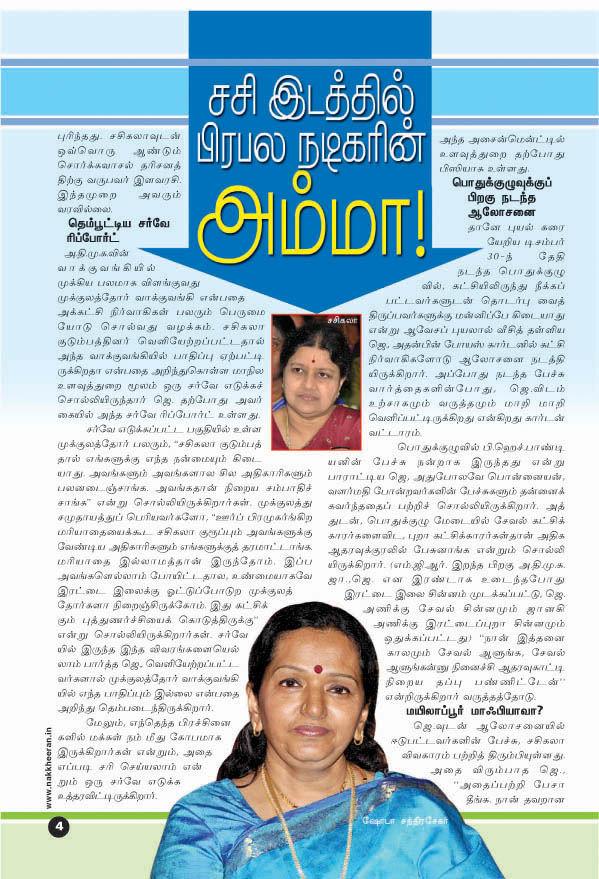 சசி இடத்தில்
பிரபல நடிகரின்
அம்மா!
புரிந்தது. சசிகலாவுடன்
ஒவ்வொரு ஆண்டும்
சொர்க்கவாசல் தரிசனத்
திற்கு வருபவர் இளவரசி.
இந்தமுறை அவரும்
வரவில்லை.
தெம்பூட்டிய சர்வே
ரிப்போர்ட்
அ.தி.மு.கவின்
வாக்குவங்கியில்
முக்கிய பலமாக விளங்குவது
முக்குலத்தோர் வாக்குவங்கி என்பதை
அக்கட்சி நிர்வாகிகள் பலரும் பெருமை
யோடு சொல்வது வழக்கம். சசிகலா
குடும்பத்தினர் வெளியேற்றப்பட்டதால்
அந்த வாக்குவங்கியில் பாதிப்பு ஏற்பட்டி
ருக்கிறதா என்பதை அறிந்துகொள்ள மாநில
உளவுத்துறை மூலம் ஒரு சர்வே எடுக்கச்
சொல்லியிருந்தார் ஜெ. தற்போது அவர்
கையில் அந்த சர்வே ரிப்போர்ட் உள்ளது.
சர்வே எடுக்கப்பட்ட பகுதியில் உள்ள
முக்குலத்தோர் பலரும், "சசிகலா குடும்பத்
தால் எங்களுக்கு எந்த நன்மையும் கிடை
யாது. அவங்களும் அவங்களால சில அதிகாரிகளும்
பலனடைஞ்சாங்க. அவங்கதான் நிறைய சம்பாதிச்
சாங்க" என்று சொல்லியிருக்கிறார்கள். முக்குலத்து
சமுதாயத்துப் பெரியவர்களோ, "ஊர்ப் பிரமுகர்ங்கிற
மரியாதையைக்கூட சசிகலா குரூப்பும் அவங்களுக்கு
வேண்டிய அதிகாரிகளும் எங்களுக்குத் தரமாட்டாங்க.
மரியாதை இல்லாமத்தான் இருந்தோம். இப்ப
அவங்களெல்லாம் போயிட்டதால, உண்மையாகவே
இரட்டை இலைக்கு ஓட்டுப்போடுற முக்குலத்
தோர்களா நிறைஞ்சிருக்கோம். இது கட்சிக்
கும் புத்துணர்ச்சியைக் கொடுத்திருக்கு"
என்று சொல்லியிருக்கிறார்கள். சர்வே
யில் இருந்த இந்த விவரங்களையெல்
லாம் பார்த்த ஜெ, வெளியேற்றப்பட்ட
வர்களால் முக்குலத்தோர் வாக்குவங்கி
யில் எந்த பாதிப்பும் இல்லை என்பதை
அறிந்து தெம்படைந்திருக்கிறார்.
மேலும், எந்தெந்த பிரச்சினை
களில் மக்கள் நம் மீது கோபமாக
இருக்கிறார்கள் என்றும், அதை
எப்படி சரி செய்யலாம் என்
றும் ஒரு சர்வே எடுக்க
உத்தரவிட்டிருக்கிறார்.
சசிகலா
அந்த அசைன்மென்ட்டில்
உளவுத்துறை தற்போது
பிஸியாக உள்ளது.
பொதுக்குழுவுக்குப்
பிறகு நடந்த
ஆலோசனை
தானே புயல் கரை
யேறிய டிசம்பர்
30-ந் தேதி
நடந்த பொதுக்குழு
வில், கட்சியிலிருந்து நீக்கப்
பட்டவர்களுடன் தொடர்பு வைத்
திருப்பவர்களுக்கு மன்னிப்பே கிடையாது
என்று ஆவேசப் புயலால் வீசித் தள்ளிய
ஜெ, அதன்பின் போயஸ் கார்டனில் கட்சி
நிர்வாகிகளோடு ஆலோசனை நடத்தி
யிருக்கிறார். அப்போது நடந்த பேச்சு
வார்த்தைகளின்போது, ஜெ.விடம்
உற்சாகமும் வருத்தமும் மாறி மாறி
வெளிப்பட்டிருக்கிறது என்கிறது கார்டன்
வட்டாரம்.
பொதுக்குழுவில் பி.ஹெச்.பாண்டி
யனின் பேச்சு நன்றாக இருந்தது என்று
பாராட்டிய ஜெ, அதுபோலவே பொன்னையன்,
வளர்மதி போன்றவர்களின் பேச்சுகளும் தன்னைக்
கவர்ந்ததைப் பற்றிச் சொல்லியிருக்கிறார். அத்
துடன், பொதுக்குழு மேடையில் சேவல் கட்சிக்
காரர்களைவிட, புறா கட்சிக்காரர்கள்தான் அதிக
ஆதரவுக்குரலில் பேசுனாங்க என்றும் சொல்லி
யிருக்கிறார். (எம்.ஜி.ஆர். இறந்த பிறகு அ.தி.மு.க.
ஜா.,ஜெ. என இரண்டாக உடைந்தபோது
இரட்டை இலை சின்னம் முடக்கப்பட்டு, ஜெ.
அணிக்கு சேவல் சின்னமும் ஜானகி
அணிக்கு இரட்டைப்புறா சின்னமும்
ஒதுக்கப்பட்டது) "நான் இத்தனை
காலமும் சேவல் ஆளுங்க, சேவல்
ஆளுங்கன்னு நினைச்சி ஆதரவுகாட்டி
நிறைய தப்பு பண்ணிட்டேன்"
என்றிருக்கிறார் வருத்தத்தோடு.
மயிலாப்பூர் மாஃபியாவா?
ஜெ.வுடன் ஆலோசனையில்
ஈடுபட்டவர்களின் பேச்சு, சசிகலா
விவகாரம் பற்றித் திரும்பியுள்ளது.
அதை விரும்பாத ஜெ.,
"அதைப்பற்றி பேசா
தீங்க. நான் தவறான
ஷோபா சந்திரசேகர்
www.nakkheeran.in
4